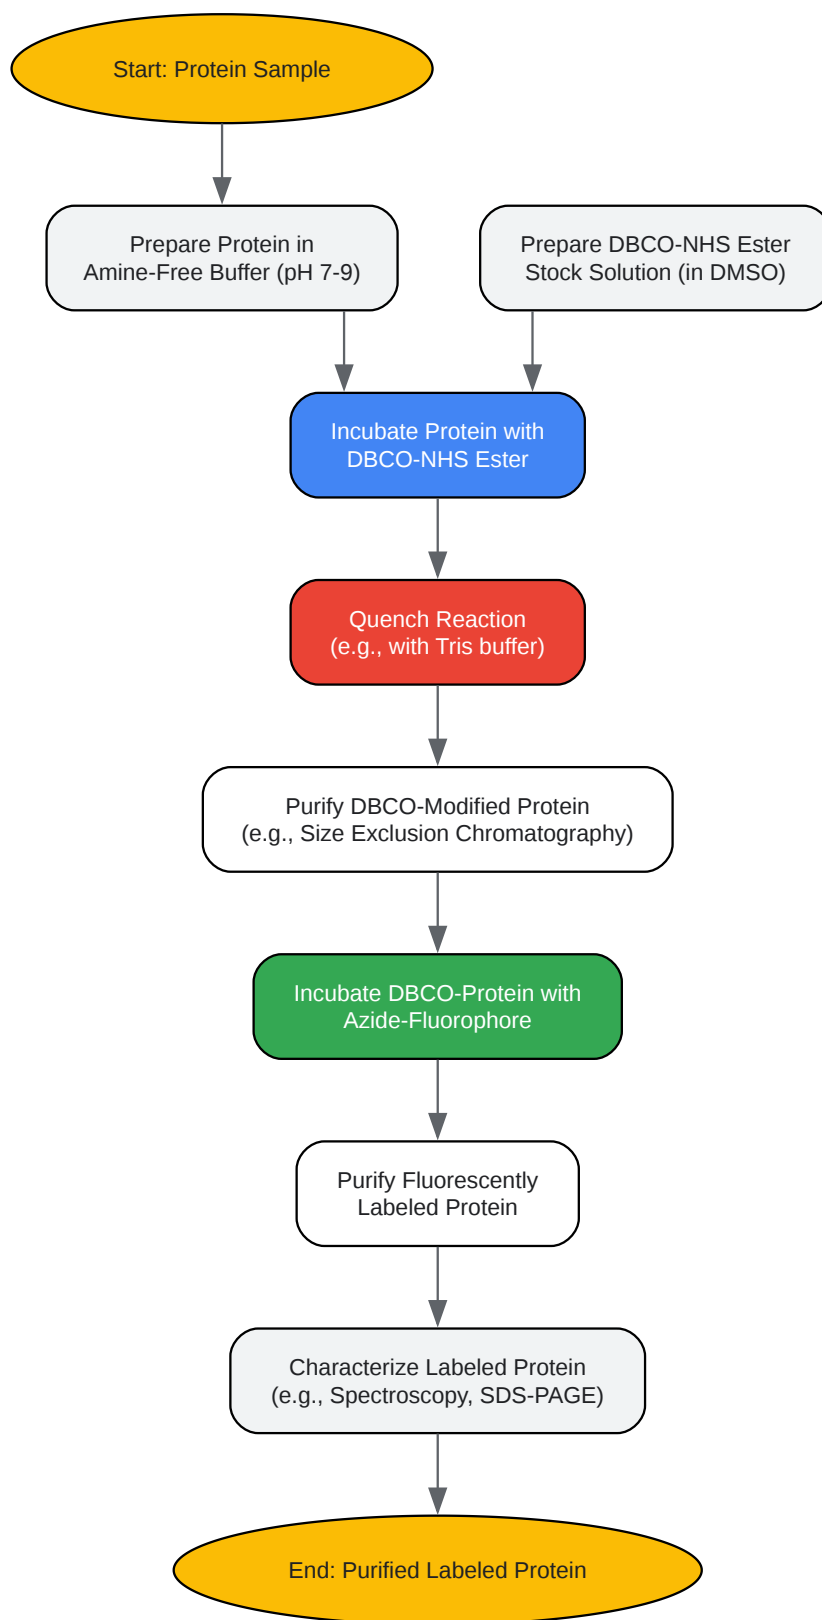 Start: Protein Sample
Prepare Protein in
Amine-Free Buffer (pH 7-9)
Prepare DBCO-NHS Ester
Stock Solution (in DMSO)
Incubate Protein with
DBCO-NHS Ester
Quench Reaction
(e.g., with Tris buffer)
Purify DBCO-Modified Protein
(e.g., Size Exclusion Chromatography)
Incubate DBCO-Protein with
Azide-Fluorophore
Purify Fluorescently
Labeled Protein
Characterize Labeled Protein
(e.g., Spectroscopy, SDS-PAGE)
End: Purified Labeled Protein